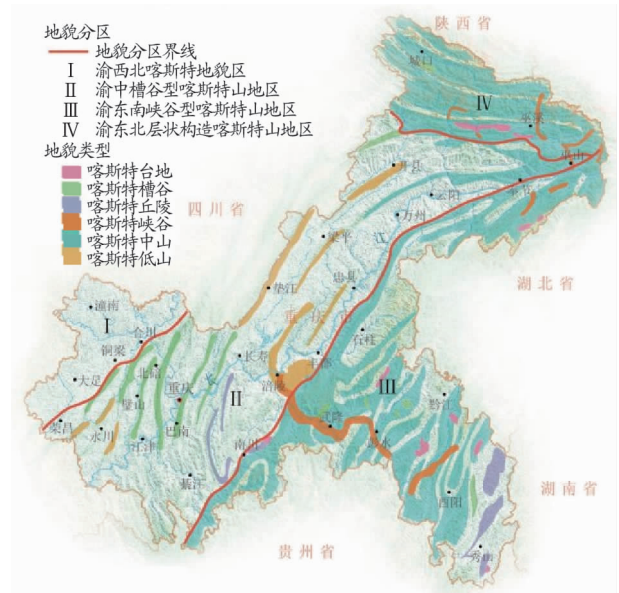 地貌分区
地貌分区界线
Ⅰ 渝西北喀斯特地貌区
Ⅱ 渝中槽谷型喀斯特山地区
Ⅲ 渝东南峡谷型喀斯特山地区
Ⅳ 渝东北层状构造喀斯特山地区
地貌类型
喀斯特台地
喀斯特槽谷
喀斯特丘陵
喀斯特峡谷
喀斯特中山
喀斯特低山
陕西省
城口
Ⅳ
巫溪
巫山
奉节
开县
云阳
万州
四川省
江
梁平
湖北省
忠县
垫江
重庆市
石柱
潼南
Ⅰ
合川
铜梁
长寿
丰都
大足
北碚
重庆
涪陵
Ⅱ
Ⅲ
黔江
璧山
荣昌
永川
江津
巴南
武隆
彭水
南川
綦江
酉阳
湖南省
贵州省
秀山